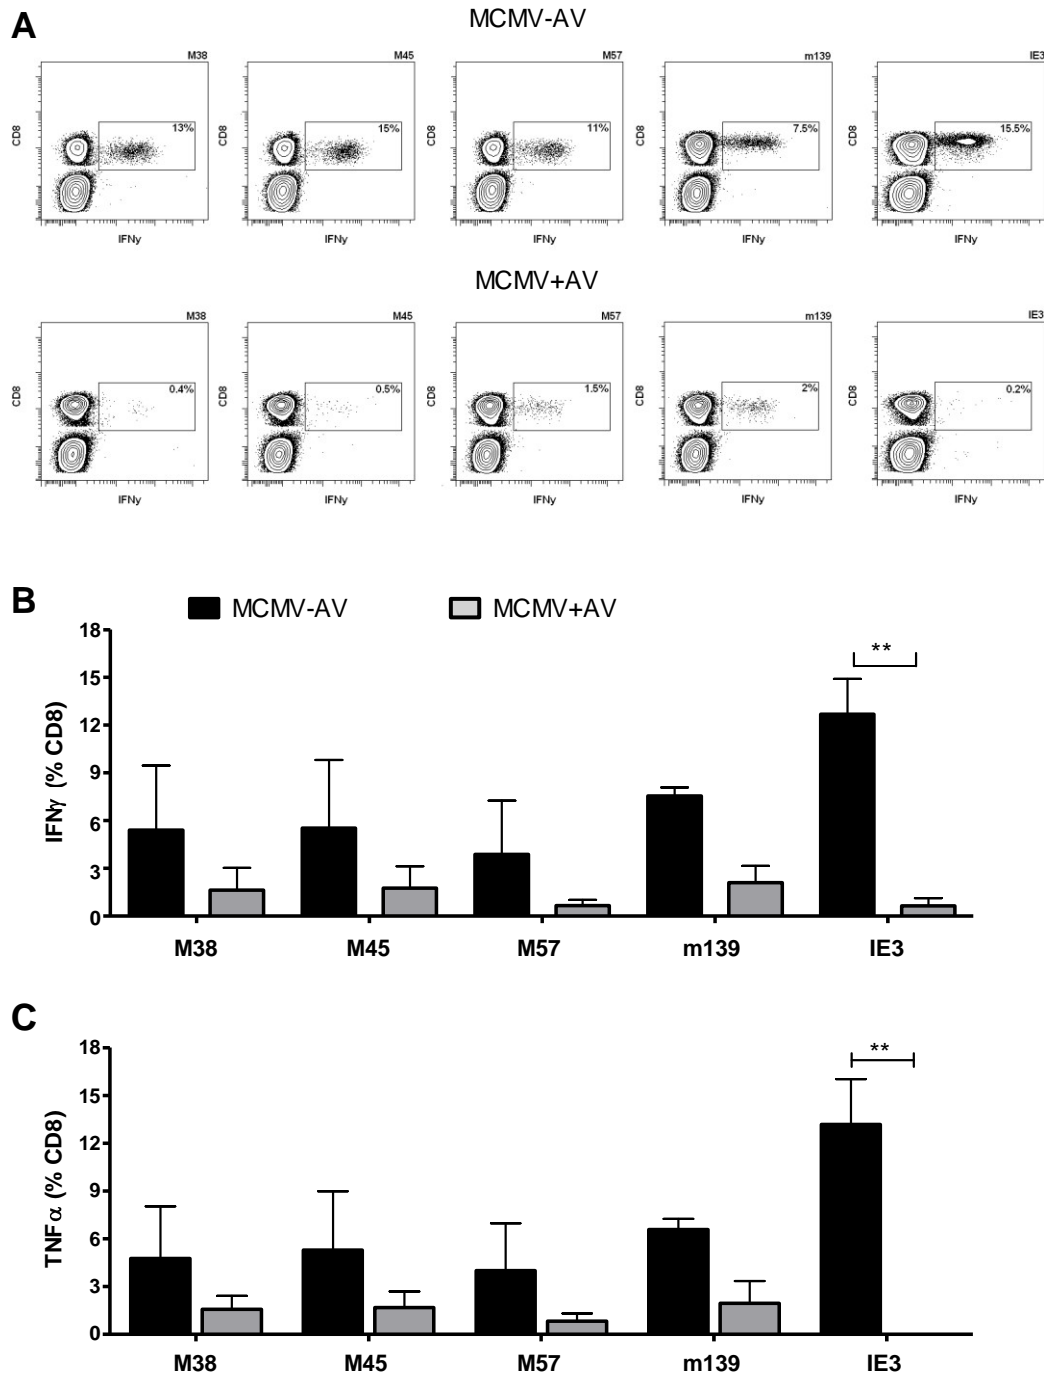 A
MCMV-AV
M38 M45 M57 m139 IE3
CD8 13% CD8 15% CD8 11% CD8 7.5% CD8 15.5%
IFNy IFNy IFNy IFNy IFNy
MCMV+AV
M38 M45 M57 m139 IE3
CD8 0.4% CD8 0.5% CD8 1.5% CD8 2% CD8 0.2%
IFNy IFNy IFNy IFNy IFNy
B
MCMV-AV MCMV+AV
IFNγ (% CD8)
18
15
12
9
6
3
0
**
M38 M45 M57 m139 IE3
C
TNFα (% CD8)
18
15
12
9
6
3
0
**
M38 M45 M57 m139 IE3